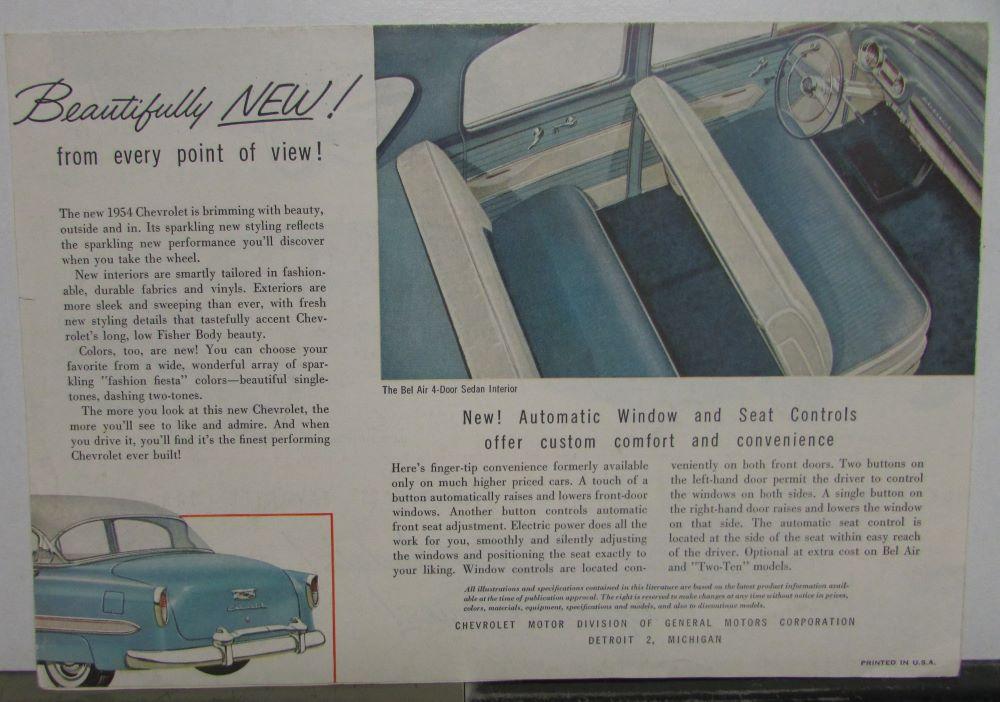 Beautifully NEW!
from every point of view!
The new 1954 Chevrolet is brimming with beauty,
outside and in. Its sparkling new styling reflects
the sparkling new performance you'll discover
when you take the wheel.
New interiors are smartly tailored in fashion-
able, durable fabrics and vinyls. Exteriors are
more sleek and sweeping than ever, with fresh
new styling details that tastefully accent Chev-
rolet's long, low Fisher Body beauty.
Colors, too, are new! You can choose your
favorite from a wide, wonderful array of spar-
kling "fashion fiesta" colors—beautiful single-
tones, dashing two-tones.
The more you look at this new Chevrolet, the
more you'll see to like and admire. And when
you drive it, you'll find it's the finest performing
Chevrolet ever built!
The Bel Air 4-Door Sedan Interior
New! Automatic Window and Seat Controls
offer custom comfort and convenience
Here's finger-tip convenience formerly available
only on much higher priced cars. A touch of a
button automatically raises and lowers front-door
windows. Another button controls automatic
front seat adjustment. Electric power does all the
work for you, smoothly and silently adjusting
the windows and positioning the seat exactly to
your liking. Window controls are located con-
veniently on both front doors. Two buttons on
the left-hand door permit the driver to control
the windows on both sides. A single button on
the right-hand door raises and lowers the window
on that side. The automatic seat control is
located at the side of the seat within easy reach
of the driver. Optional at extra cost on Bel Air
and "Two-Ten" models.
All illustrations and specifications contained in this literature are based on the latest product information avail-
able at the time of publication approval. The right is reserved to make changes at any time without notice in prices,
colors, materials, equipment, specifications and models, and also to discontinue models.
CHEVROLET MOTOR DIVISION OF GENERAL MOTORS CORPORATION
DETROIT 2, MICHIGAN
PRINTED IN U.S.A.